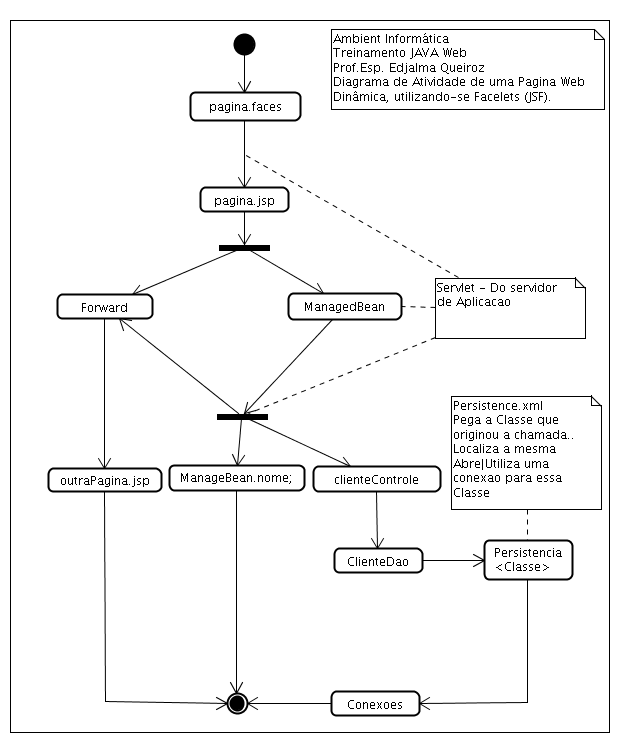 Ambient Informática
Treinamento JAVA Web
Prof.Esp. Edjalma Queiroz
Diagrama de Atividade de uma Pagina Web
Dinâmica, utilizando-se Facelets (JSF).
pagina.faces
pagina.jsp
Servlet - Do servidor
de Aplicacao
Forward
ManagedBean
Persistence.xml
Pega a Classe que
originou a chamada..
Localiza a mesma
Abre|Utiliza uma
conexao para essa
Classe
outraPagina.jsp
ManageBean.nome;
clienteControle
ClienteDao
Persistencia
<Classe>
Conexoes